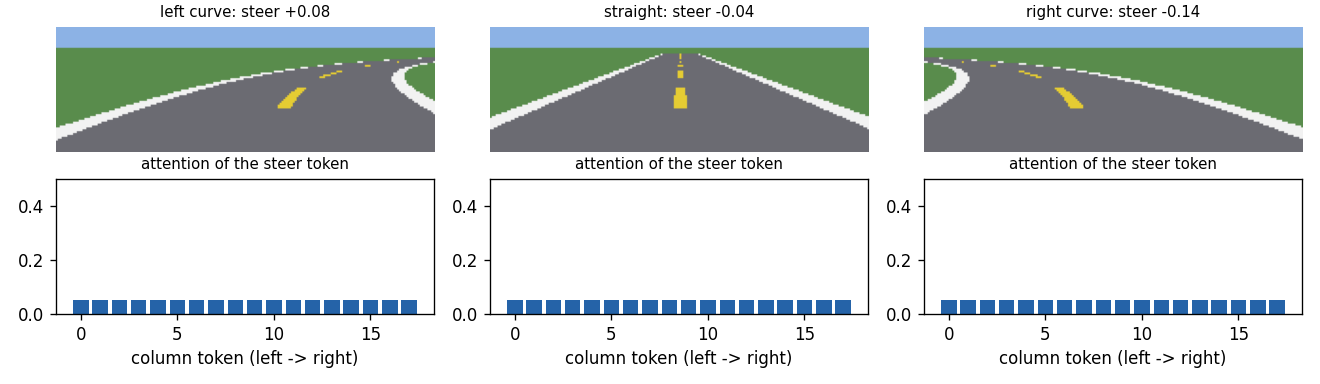 left curve: steer +0.08
straight: steer -0.04
right curve: steer -0.14
attention of the steer token
attention of the steer token
attention of the steer token
0.4
0.2
0.0
0 5 10 15
column token (left -> right)
0.4
0.2
0.0
0 5 10 15
column token (left -> right)
0.4
0.2
0.0
0 5 10 15
column token (left -> right)